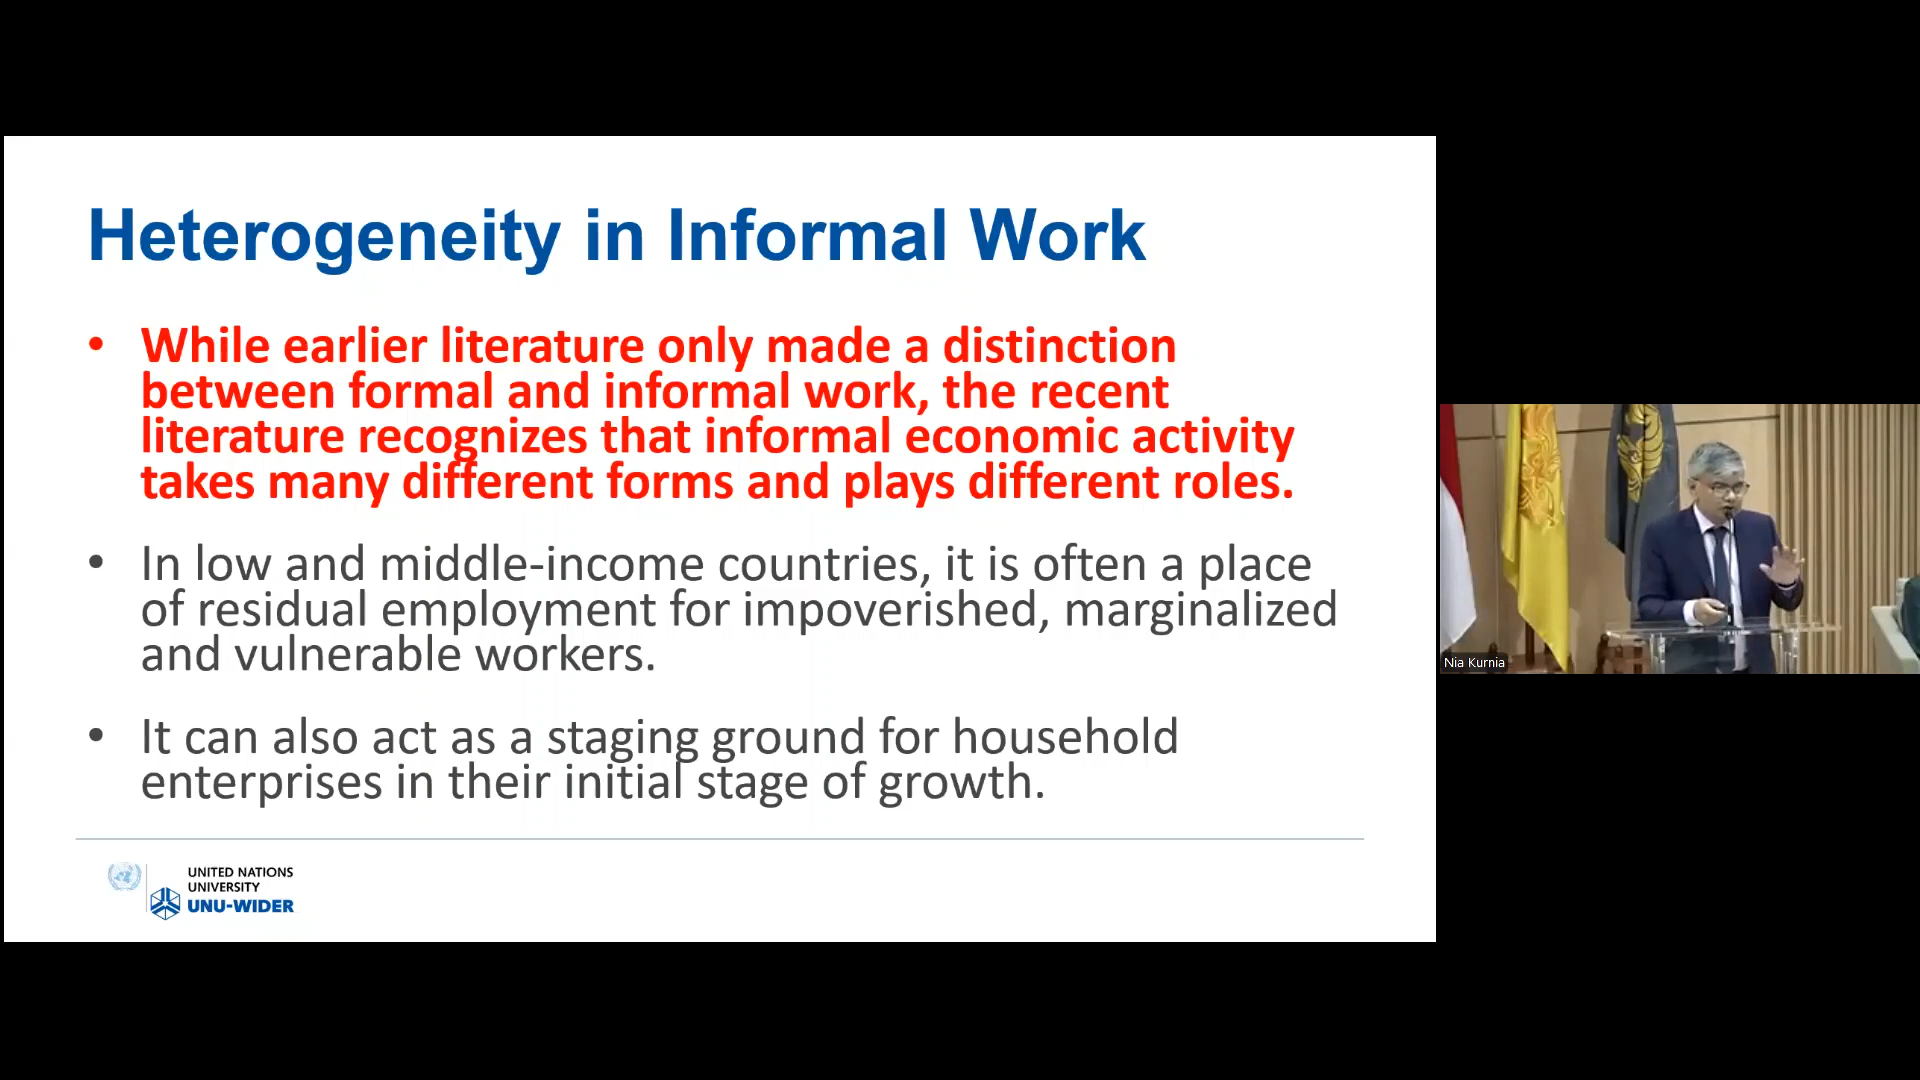 Heterogeneity in Informal Work
• While earlier literature only made a distinction
between formal and informal work, the recent
literature recognizes that informal economic activity
takes many different forms and plays different roles.
• In low and middle-income countries, it is often a place
of residual employment for impoverished, marginalized
and vulnerable workers.
• It can also act as a staging ground for household
enterprises in their initial stage of growth.
UNITED NATIONS
UNIVERSITY
UNU-WIDER
Nia Kurnia